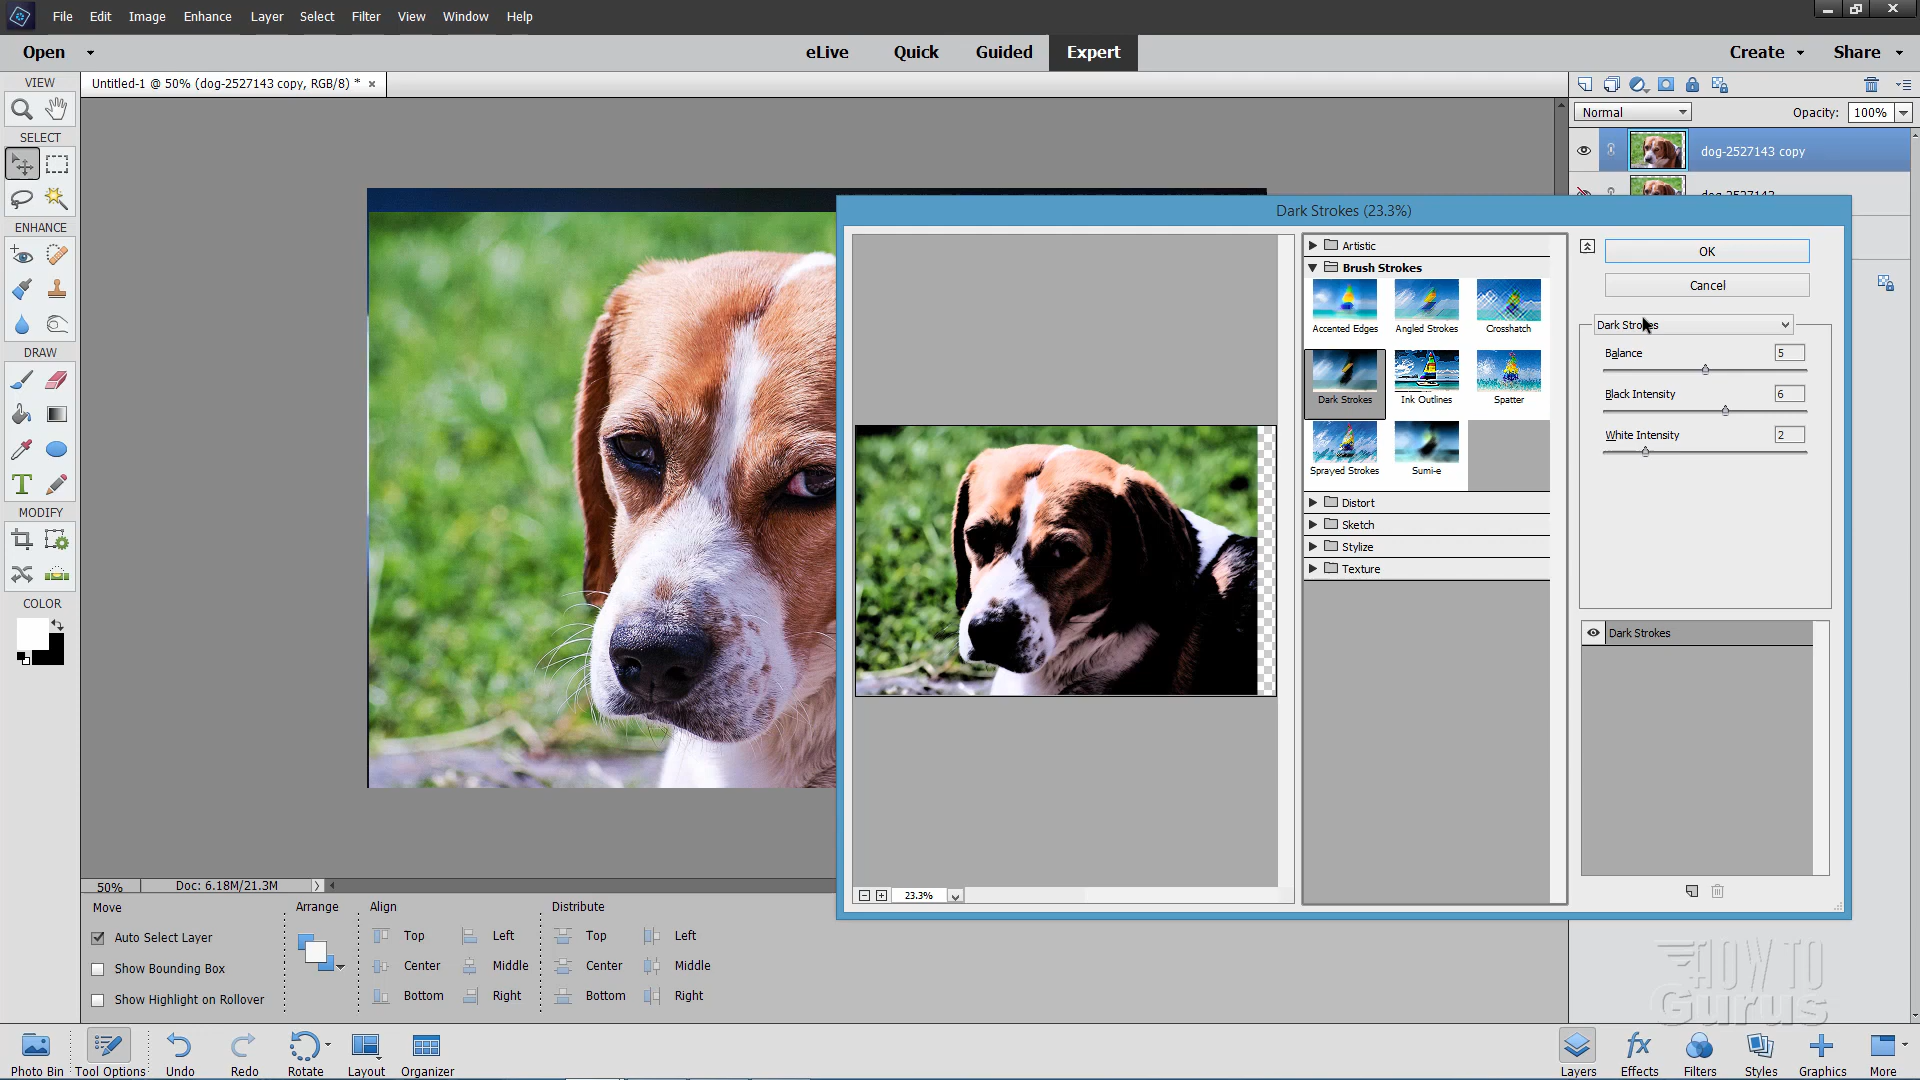 File Edit Image Enhance Layer Select Filter View Window Help
Open eLive Quick Guided Expert Create Share
VIEW Untitled-1 @ 50% (dog-2527143 copy, RGB/8) * ×
Normal Opacity: 100%
SELECT
dog-2527143 copy
dog-2527143
ENHANCE
DRAW
T
MODIFY
COLOR
Dark Strokes (23.3%)
Artistic
Brush Strokes
Accented Edges Angled Strokes Crosshatch
Dark Strokes Ink Outlines Spatter
Sprayed Strokes Sumi-e
Distort
Sketch
Stylize
Texture
OK
Cancel
Dark Strokes
Balance 5
Black Intensity 6
White Intensity 2
Dark Strokes
23.3%
50% Doc: 6.18M/21.3M
Move Arrange Align Distribute
Auto Select Layer Top Left Top Left
Show Bounding Box Center Middle Center Middle
Show Highlight on Rollover Bottom Right Bottom Right
HOW TO
Gurus
Photo Bin Tool Options Undo Redo Rotate Layout Organizer Layers fx Effects Filters Styles Graphics More